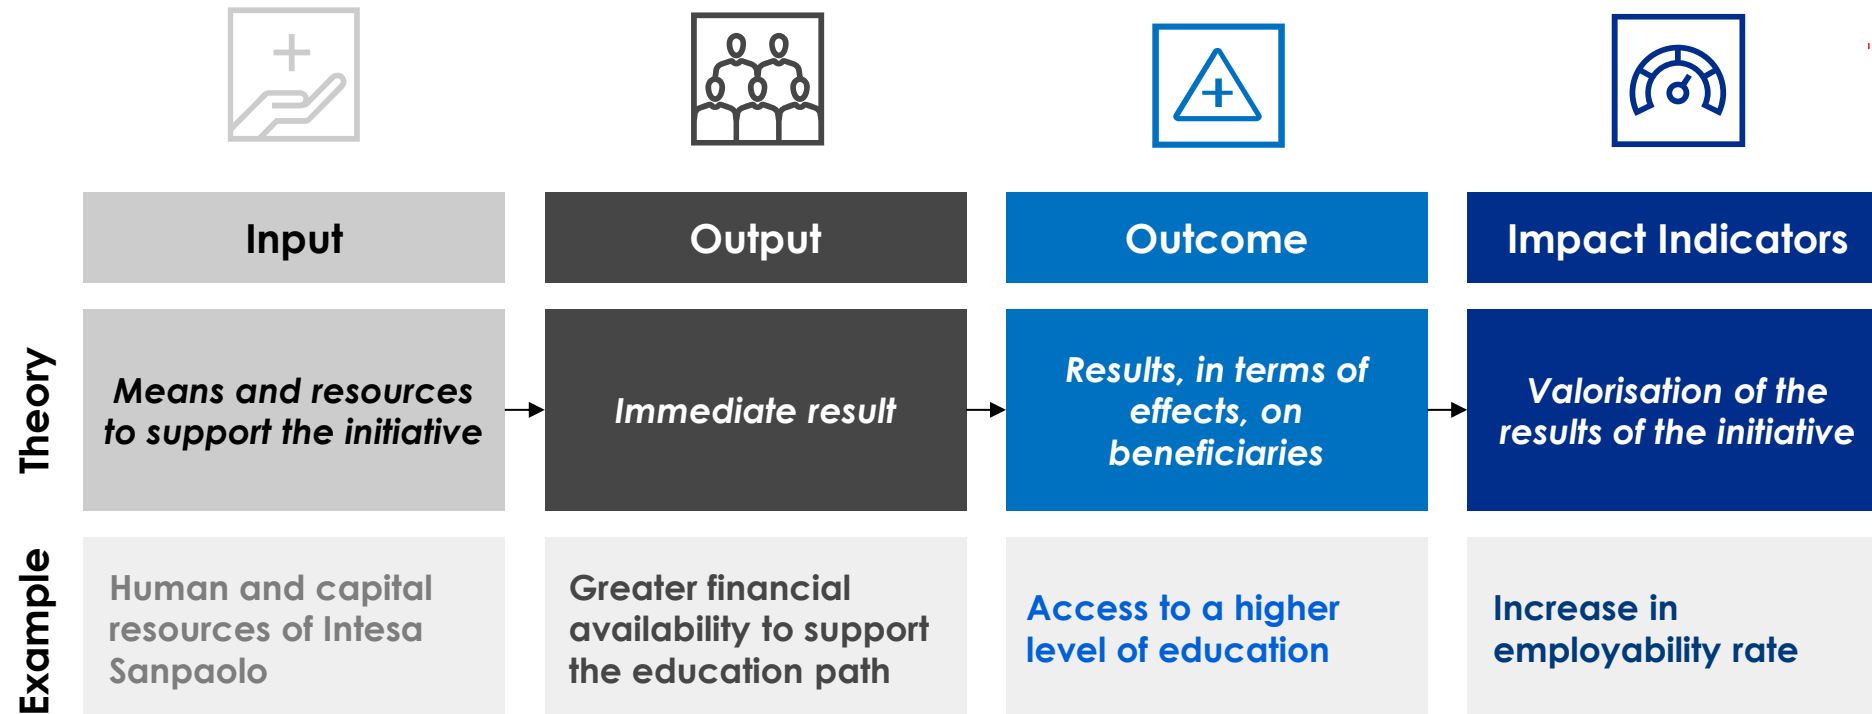 Input
Output
Outcome
Impact Indicators
Theory
Means and resources
to support the initiative
Immediate result
Results, in terms of
effects, on
beneficiaries
Valorisation of the
results of the initiative
Example
Human and capital
resources of Intesa
Sanpaolo
Greater financial
availability to support
the education path
Access to a higher
level of education
Increase in
employability rate